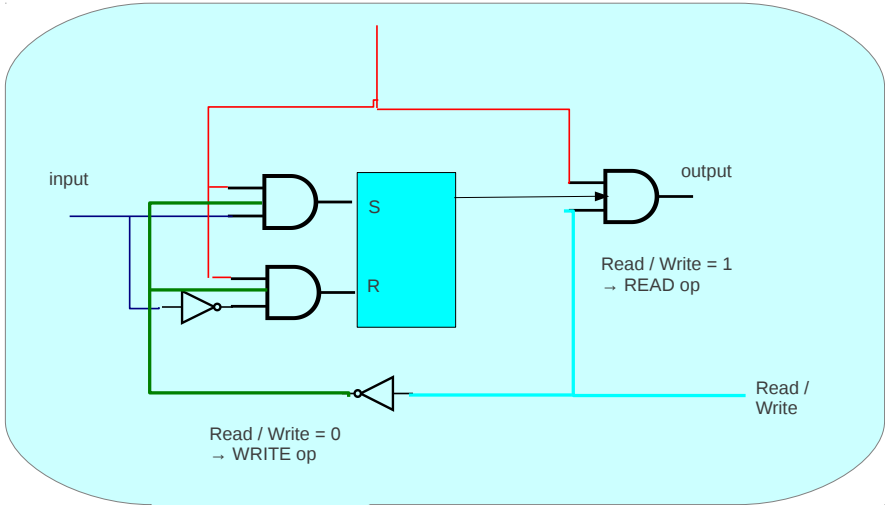 input
output
S
R
Read / Write = 1
→ READ op
Read /
Write
Read / Write = 0
→ WRITE op